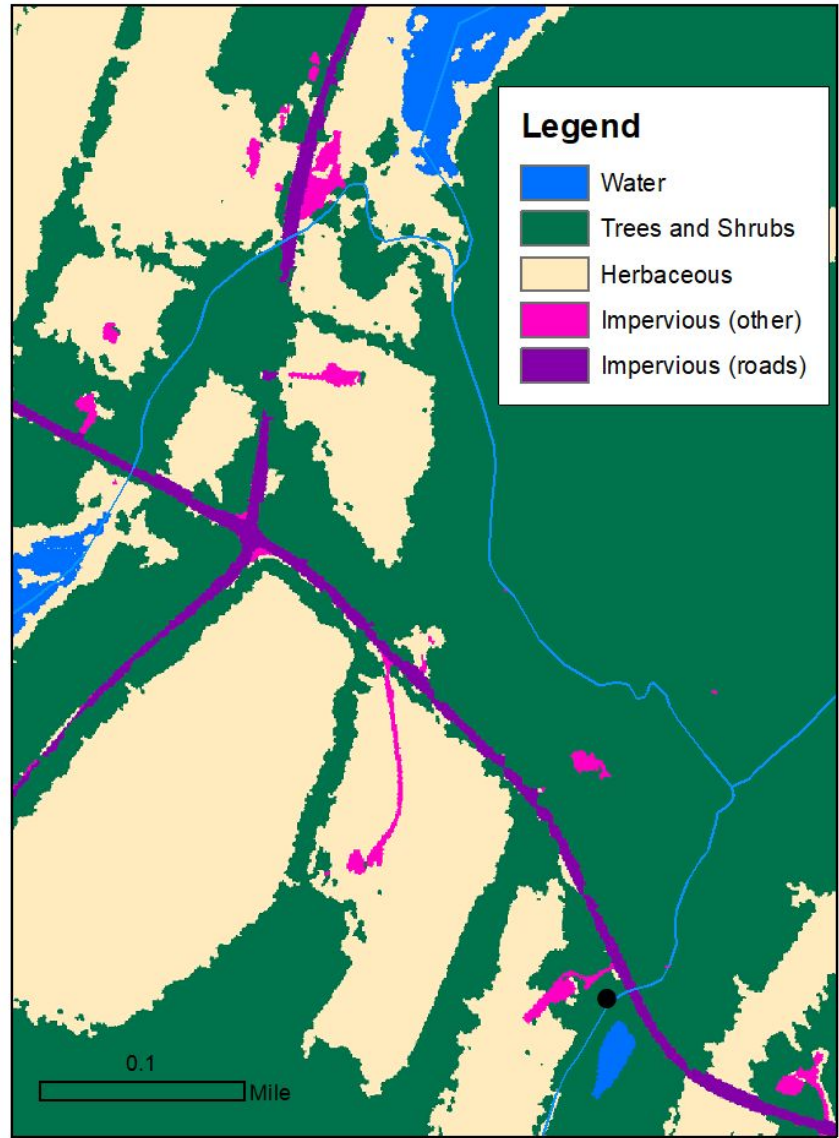 Legend
Water
Trees and Shrubs
Herbaceous
Impervious (other)
Impervious (roads)
0.1
Mile